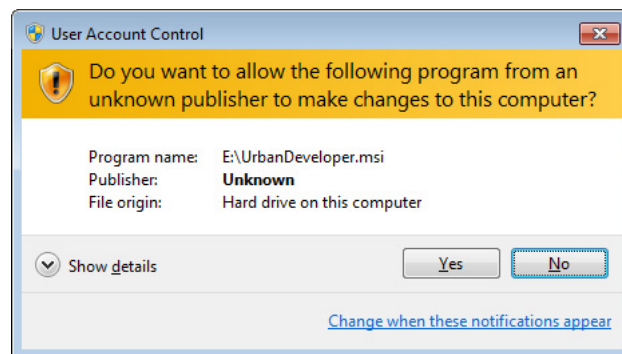 User Account Control
Do you want to allow the following program from an
unknown publisher to make changes to this computer?
Program name: E:\UrbanDeveloper.msi
Publisher: Unknown
File origin: Hard drive on this computer
Show details
Yes
No
Change when these notifications appear